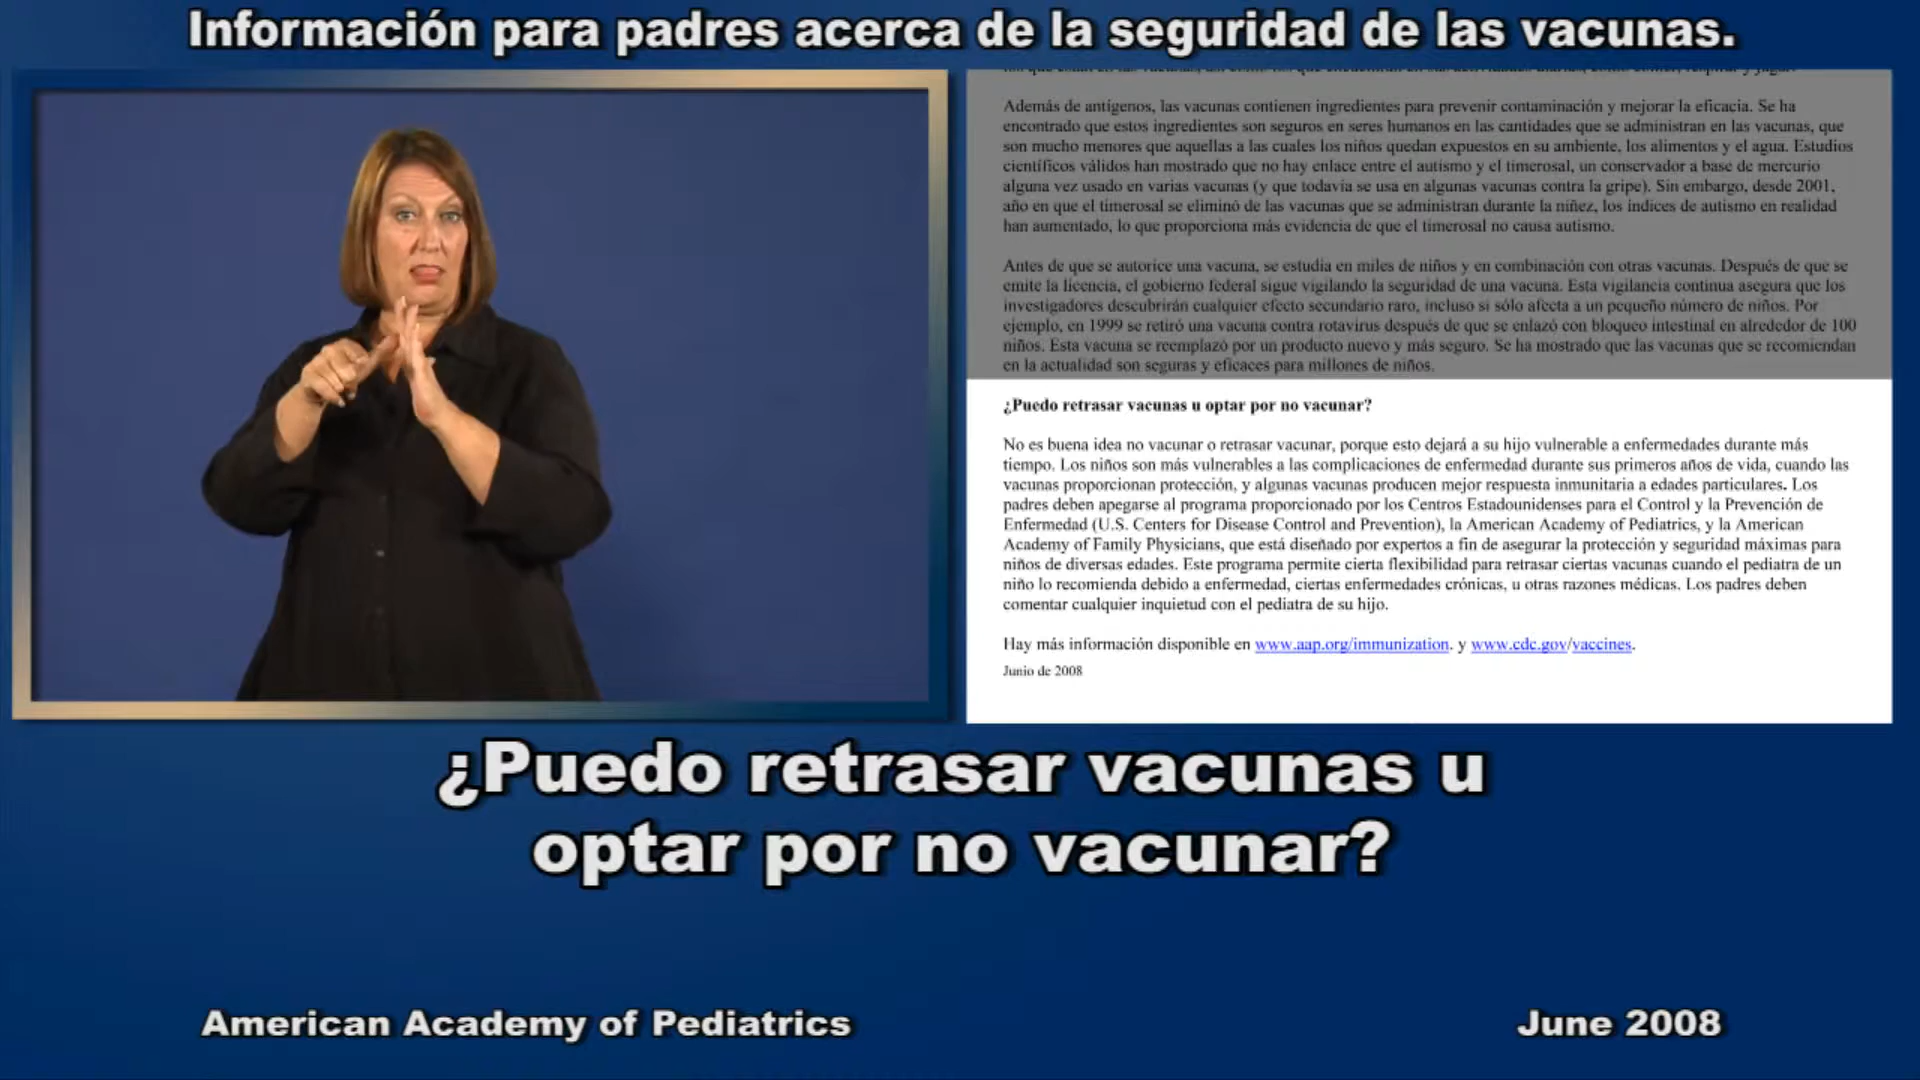 Información para padres acerca de la seguridad de las vacunas.
Además de antígenos, las vacunas contienen ingredientes para prevenir contaminación y mejorar la eficacia. Se ha
encontrado que estos ingredientes son seguros en seres humanos en las cantidades que se administran en las vacunas, que
son mucho menores que aquellas a las cuales los niños quedan expuestos en su ambiente, los alimentos y el agua. Estudios
científicos válidos han mostrado que no hay enlace entre el autismo y el timerosal, un conservador a base de mercurio
alguna vez usado en varias vacunas (y que todavía se usa en algunas vacunas contra la gripe). Sin embargo, desde 2001,
año en que el timerosal se eliminó de las vacunas que se administran durante la niñez, los índices de autismo en realidad
han aumentado, lo que proporciona más evidencia de que el timerosal no causa autismo.
Antes de que se autorice una vacuna, se estudia en miles de niños y en combinación con otras vacunas. Después de que se
emite la licencia, el gobierno federal sigue vigilando la seguridad de una vacuna. Esta vigilancia continua asegura que los
investigadores descubrirán cualquier efecto secundario raro, incluso si sólo afecta a un pequeño número de niños. Por
ejemplo, en 1999 se retiró una vacuna contra rotavirus después de que se enlazó con bloqueo intestinal en alrededor de 100
niños. Esta vacuna se reemplazó por un producto nuevo y más seguro. Se ha mostrado que las vacunas que se recomiendan
en la actualidad son seguras y eficaces para millones de niños.
¿Puedo retrasar vacunas u optar por no vacunar?
No es buena idea no vacunar o retrasar vacunar, porque esto dejará a su hijo vulnerable a enfermedades durante más
tiempo. Los niños son más vulnerables a las complicaciones de enfermedad durante sus primeros años de vida, cuando las
vacunas proporcionan protección, y algunas vacunas producen mejor respuesta inmunitaria a edades particulares. Los
padres deben apegarse al programa proporcionado por los Centros Estadounidenses para el Control y la Prevención de
Enfermedad (U.S. Centers for Disease Control and Prevention), la American Academy of Pediatrics, y la American
Academy of Family Physicians, que está diseñado por expertos a fin de asegurar la protección y seguridad máximas para
niños de diversas edades. Este programa permite cierta flexibilidad para retrasar ciertas vacunas cuando el pediatra de un
niño lo recomienda debido a enfermedad, ciertas enfermedades crónicas, u otras razones médicas. Los padres deben
comentar cualquier inquietud con el pediatra de su hijo.
Hay más información disponible en www.aap.org/immunization. y www.cdc.gov/vaccines.
Junio de 2008
¿Puedo retrasar vacunas u
optar por no vacunar?
American Academy of Pediatrics
June 2008